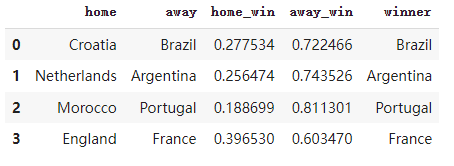 home away home_win away_win winner
0 Croatia Brazil 0.277534 0.722466 Brazil
1 Netherlands Argentina 0.256474 0.743526 Argentina
2 Morocco Portugal 0.188699 0.811301 Portugal
3 England France 0.396530 0.603470 France